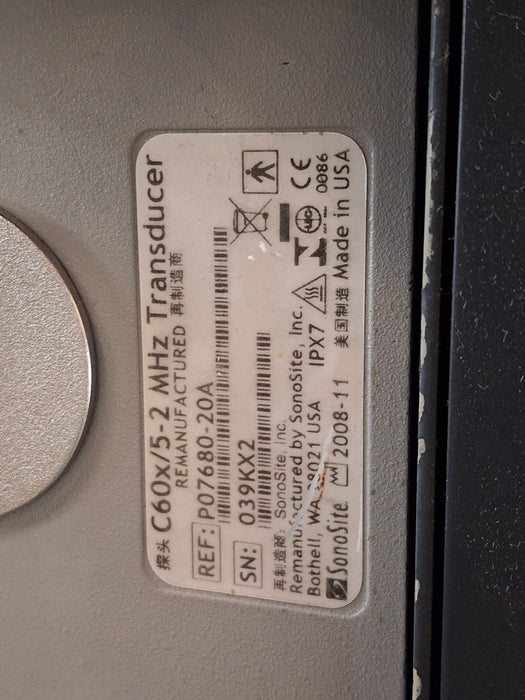 探头 C60x/5-2 MHz Transducer
REMANUFACTURED 再制造商
REF: P07680-20A
SN: 039KX2
再制造商: SonoSite, Inc.
Remanufactured by SonoSite, Inc.
Bothell, WA 98021 USA IPX7
SonoSite 2008-11 美国制造 Made in USA
CE 0086